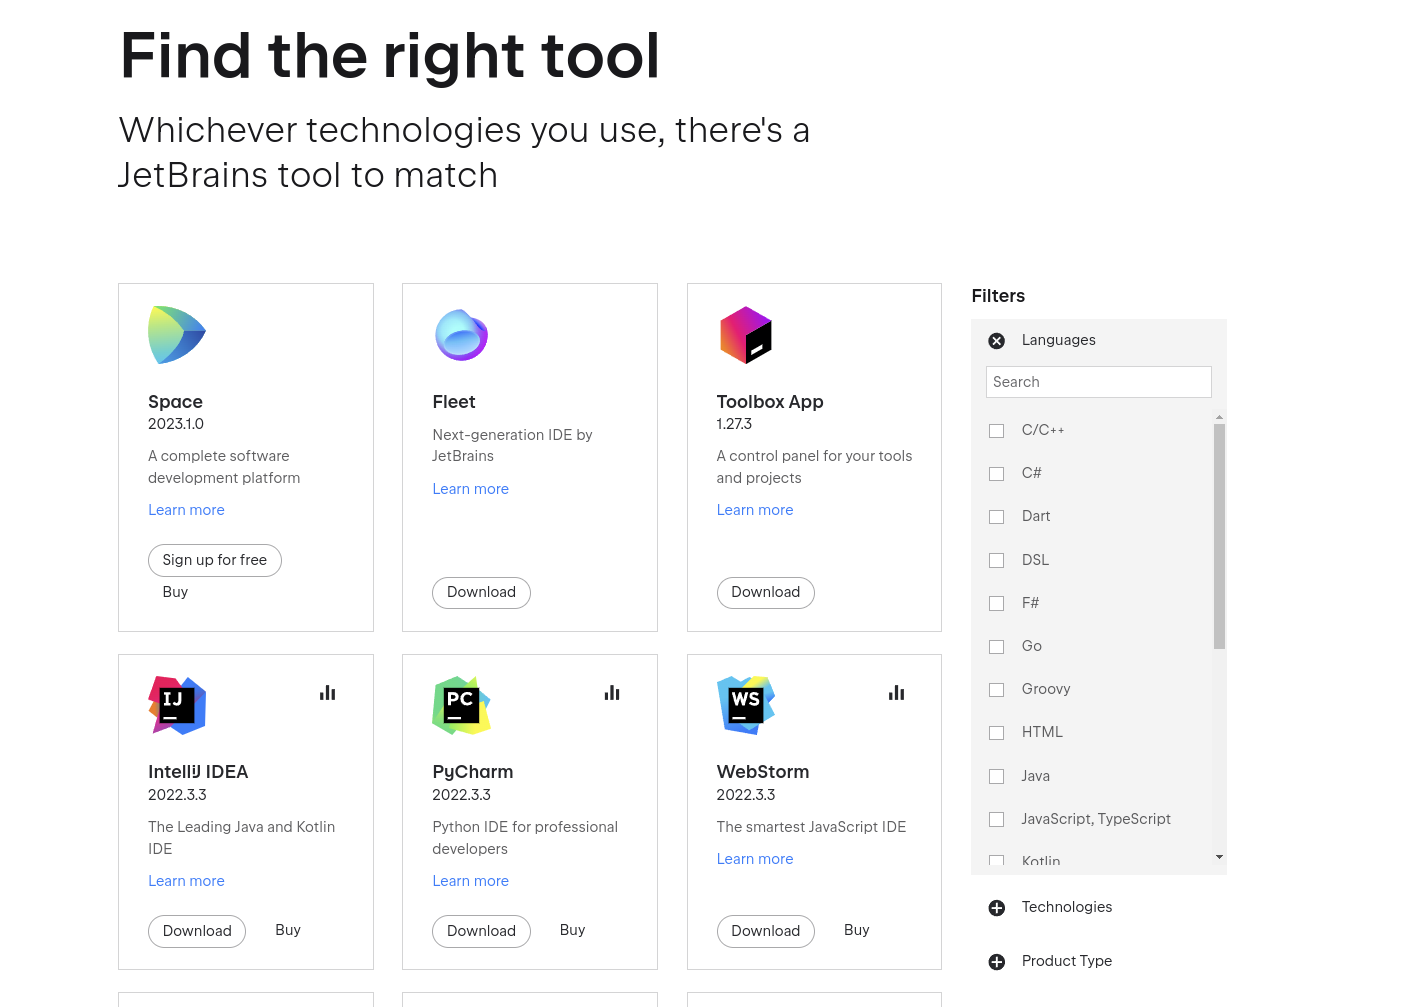 Find the right tool
Whichever technologies you use, there's a
JetBrains tool to match
Space
2023.1.0
A complete software
development platform
Learn more
Sign up for free
Buy
Fleet
Next-generation IDE by
JetBrains
Learn more
Download
Toolbox App
1.27.3
A control panel for your tools
and projects
Learn more
Download
IJ
IntelliJ IDEA
2022.3.3
The Leading Java and Kotlin
IDE
Learn more
Download
Buy
PC
PyCharm
2022.3.3
Python IDE for professional
developers
Learn more
Download
Buy
WS
WebStorm
2022.3.3
The smartest JavaScript IDE
Learn more
Download
Buy
Filters
Languages
Search
C/C++
C#
Dart
DSL
F#
Go
Groovy
HTML
Java
JavaScript, TypeScript
Kotlin
Technologies
Product Type